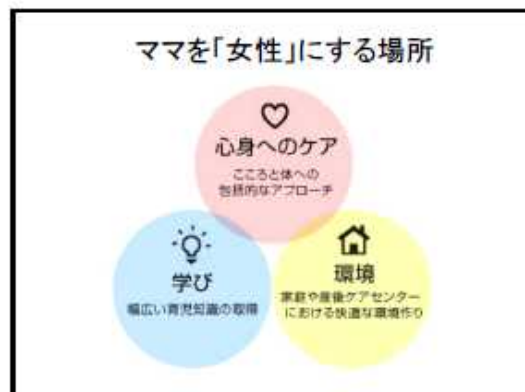 ママを「女性」にする場所
心身へのケア
こころと体への
包括的なアプローチ
学び
幅広い育児知識の取得
環境
家庭や産後ケアセンター
における快適な環境作り